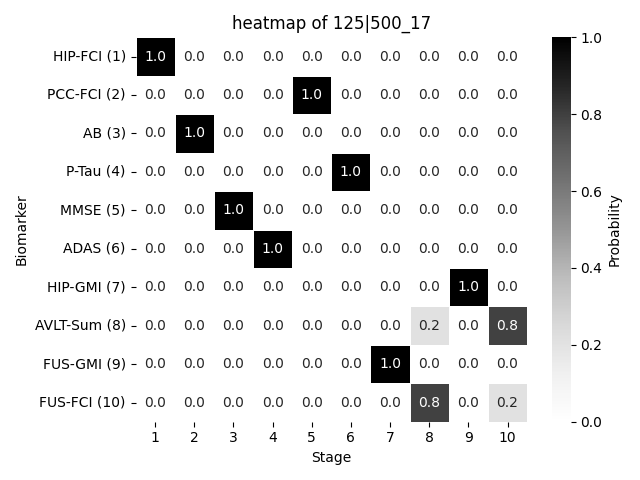 heatmap of 125|500_17
HIP-FCI (1) 1.0 0.0 0.0 0.0 0.0 0.0 0.0 0.0 0.0 0.0
PCC-FCI (2) 0.0 0.0 0.0 0.0 1.0 0.0 0.0 0.0 0.0 0.0
AB (3) 0.0 1.0 0.0 0.0 0.0 0.0 0.0 0.0 0.0 0.0
P-Tau (4) 0.0 0.0 0.0 0.0 0.0 1.0 0.0 0.0 0.0 0.0
MMSE (5) 0.0 0.0 1.0 0.0 0.0 0.0 0.0 0.0 0.0 0.0
ADAS (6) 0.0 0.0 0.0 1.0 0.0 0.0 0.0 0.0 0.0 0.0
HIP-GMI (7) 0.0 0.0 0.0 0.0 0.0 0.0 0.0 0.0 1.0 0.0
AVLT-Sum (8) 0.0 0.0 0.0 0.0 0.0 0.0 0.0 0.2 0.0 0.8
FUS-GMI (9) 0.0 0.0 0.0 0.0 0.0 0.0 1.0 0.0 0.0 0.0
FUS-FCI (10) 0.0 0.0 0.0 0.0 0.0 0.0 0.0 0.8 0.0 0.2
1 2 3 4 5 6 7 8 9 10
Stage
Biomarker
1.0
0.8
0.6
0.4
0.2
0.0
Probability